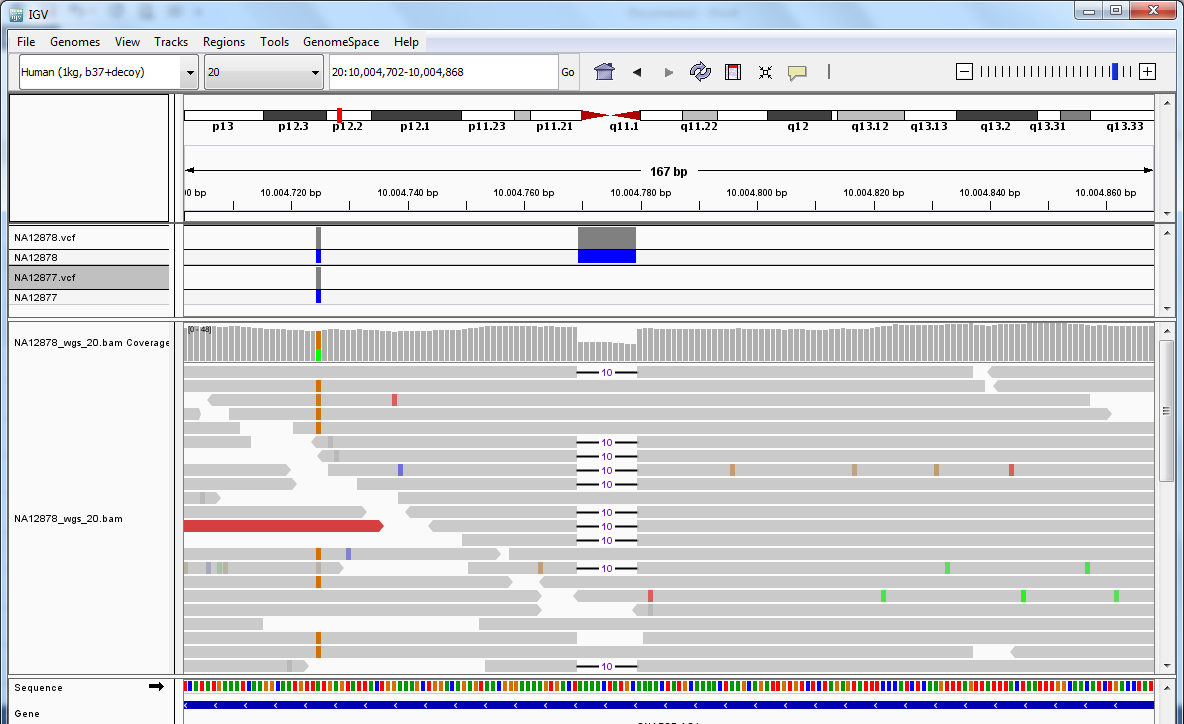 IGV
File Genomes View Tracks Regions Tools GenomeSpace Help
Human (1kg, b37+decoy) 20 20:10,004,702-10,004,868 Go
p13 p12.3 p12.2 p12.1 p11.23 p11.21 q11.1 q11.22 q12 q13.12 q13.13 q13.2 q13.31 q13.33
167 bp
bp 10.004.720 bp 10.004.740 bp 10.004.760 bp 10.004.780 bp 10.004.800 bp 10.004.820 bp 10.004.840 bp 10.004.860 bp
NA12878.vcf
NA12878
NA12877.vcf
NA12877
[0 - 48]
NA12878_wgs_20.bam Coverage
10
10
10
10
10
10
10
NA12878_wgs_20.bam
10
10
10
Sequence
Gene